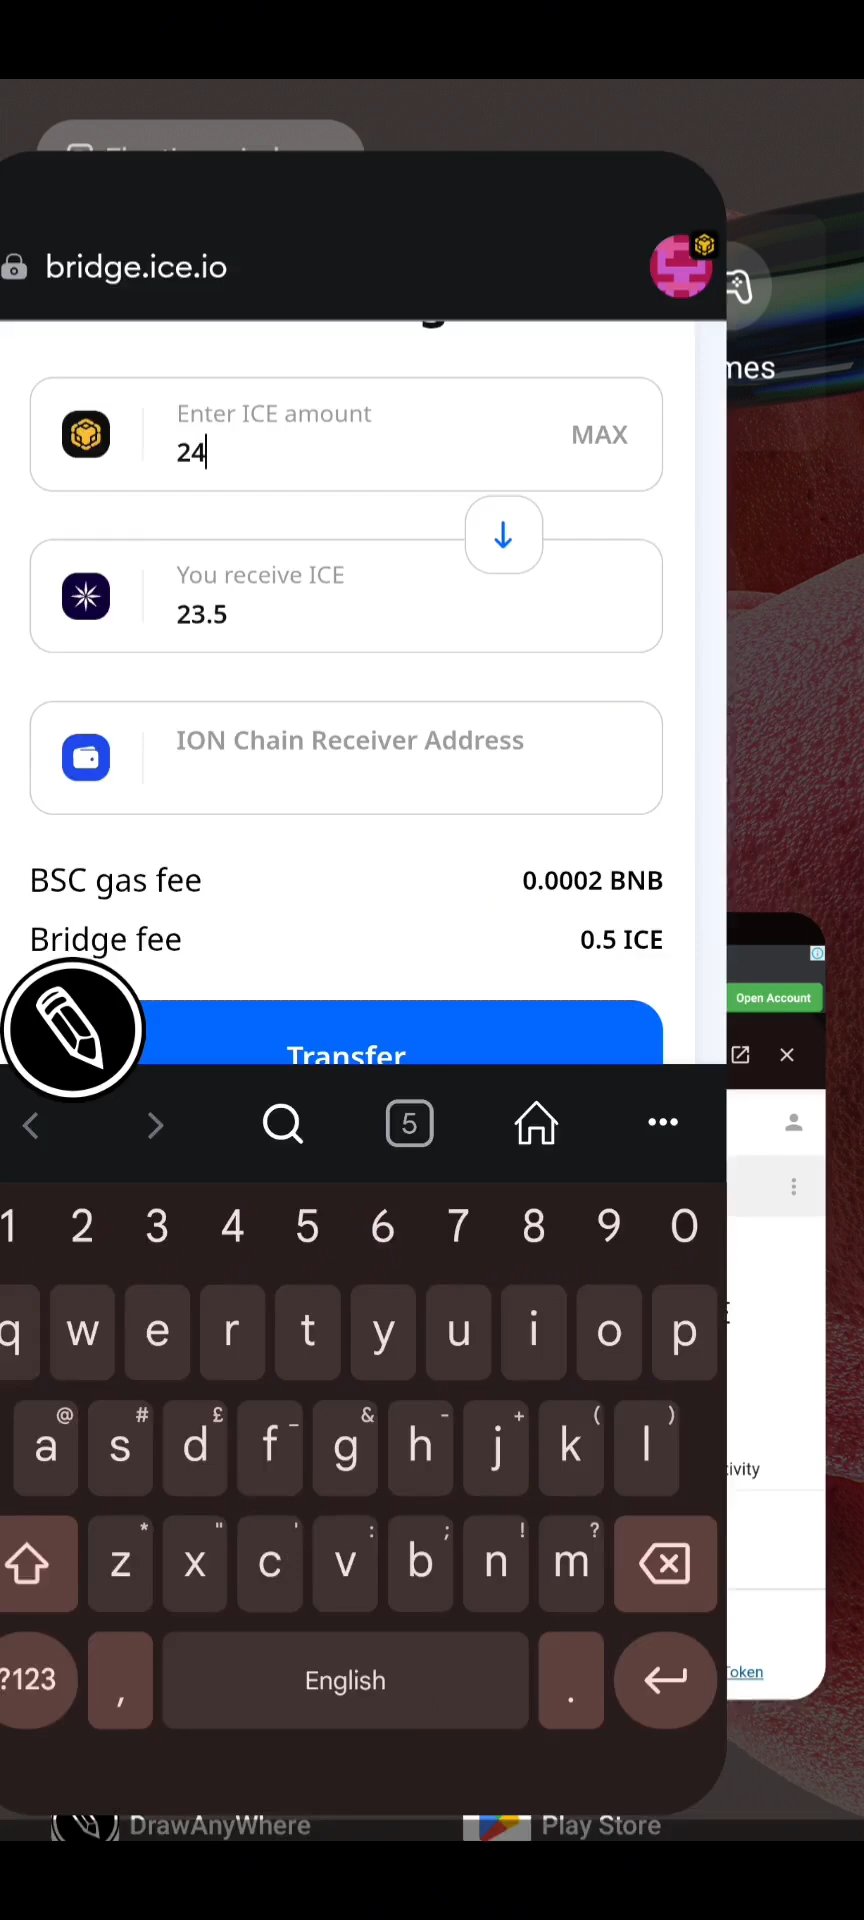 bridge.ice.io
mes
Enter ICE amount
24
MAX
You receive ICE
23.5
ION Chain Receiver Address
BSC gas fee
0.0002 BNB
Bridge fee
0.5 ICE
Open Account
Transfer
5
1 2 3 4 5 6 7 8 9 0
q w e r t y u i o p
@ # £ _ & - + ( )
a s d f g h j k l
tivity
* " ' : ; ! ?
z x c v b n m
?123 , English .
Token
DrawAnyWhere
Play Store